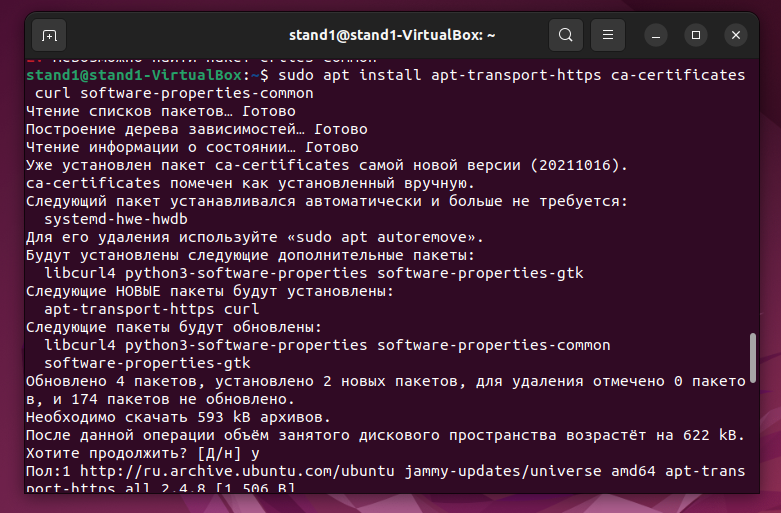 stand1@stand1-VirtualBox: ~
E: Невозможно найти пакет erties-common
stand1@stand1-VirtualBox:~$ sudo apt install apt-transport-https ca-certificates
curl software-properties-common
Чтение списков пакетов… Готово
Построение дерева зависимостей… Готово
Чтение информации о состоянии… Готово
Уже установлен пакет ca-certificates самой новой версии (20211016).
ca-certificates помечен как установленный вручную.
Следующий пакет устанавливался автоматически и больше не требуется:
systemd-hwe-hwdb
Для его удаления используйте «sudo apt autoremove».
Будут установлены следующие дополнительные пакеты:
libcurl4 python3-software-properties software-properties-gtk
Следующие НОВЫЕ пакеты будут установлены:
apt-transport-https curl
Следующие пакеты будут обновлены:
libcurl4 python3-software-properties software-properties-common
software-properties-gtk
Обновлено 4 пакетов, установлено 2 новых пакетов, для удаления отмечено 0 пакето
в, и 174 пакетов не обновлено.
Необходимо скачать 593 kB архивов.
После данной операции объём занятого дискового пространства возрастёт на 622 kB.
Хотите продолжить? [Д/н] y
Пол:1 http://ru.archive.ubuntu.com/ubuntu jammy-updates/universe amd64 apt-trans
port-https all 2.4.8 [1 506 B]